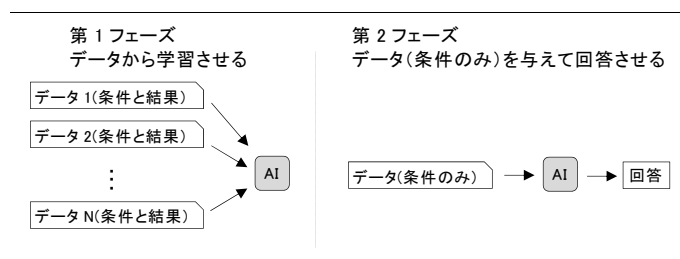 第 1 フェーズ
データから学習させる
データ 1(条件と結果)
データ 2(条件と結果)
⋮
データ N(条件と結果)
AI
第 2 フェーズ
データ(条件のみ)を与えて回答させる
データ(条件のみ)
AI
回答